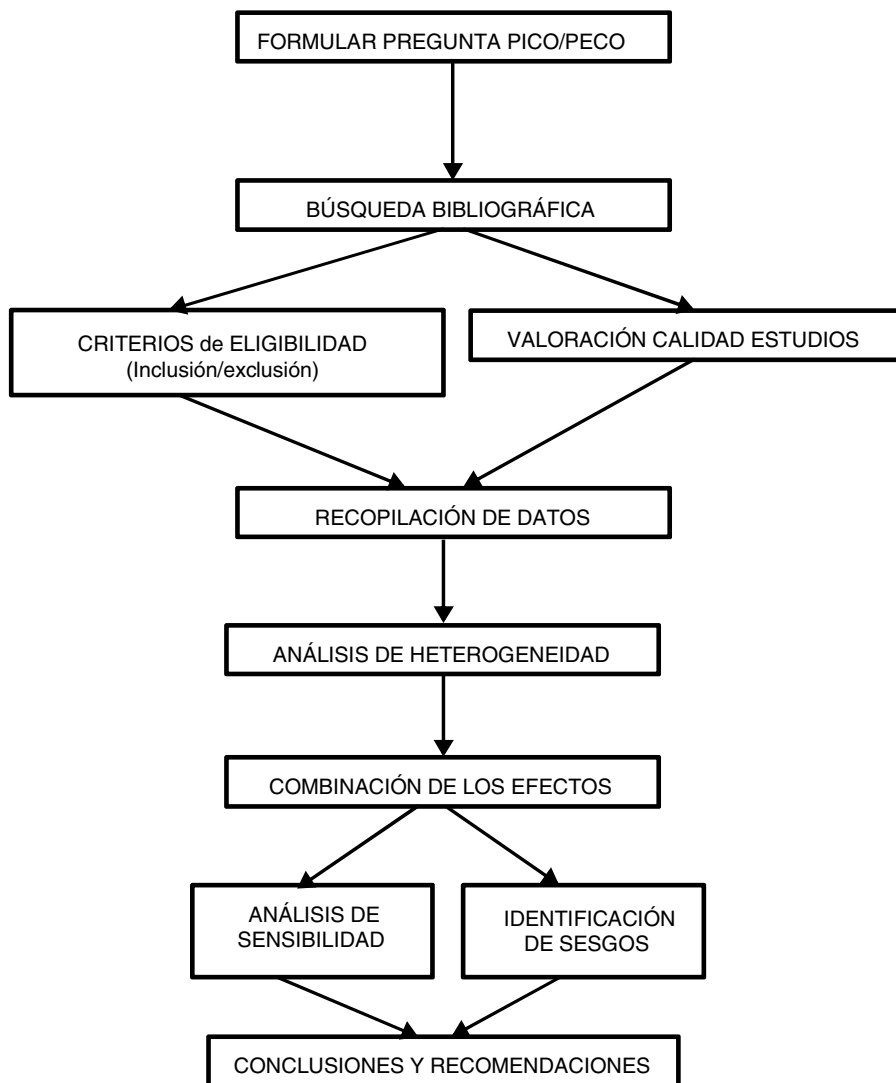 FORMULAR PREGUNTA PICO/PECO
BÚSQUEDA BIBLIOGRÁFICA
CRITERIOS de ELIGIBILIDAD
(Inclusión/exclusión)
VALORACIÓN CALIDAD ESTUDIOS
RECOPILACIÓN DE DATOS
ANÁLISIS DE HETEROGENEIDAD
COMBINACIÓN DE LOS EFECTOS
ANÁLISIS DE
SENSIBILIDAD
IDENTIFICACIÓN
DE SESGOS
CONCLUSIONES Y RECOMENDACIONES